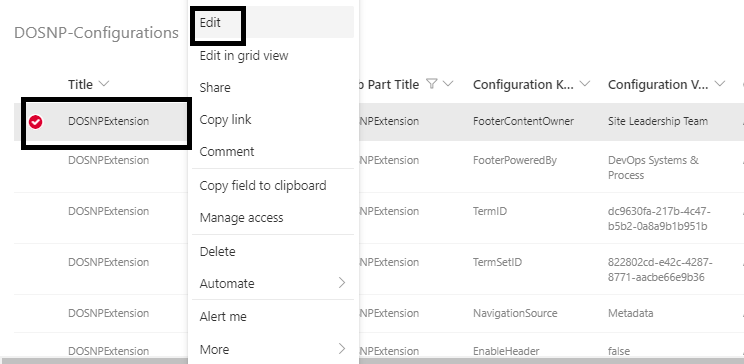 DOSNP-Configurations
Title
Part Title
Configuration K...
Configuration V...
DOSNPExtension
NPExtension
FooterContentOwner
Site Leadership Team
DOSNPExtension
NPExtension
FooterPoweredBy
DevOps Systems &
Process
DOSNPExtension
NPExtension
TermID
dc9630fa-217b-4c47-
b5b2-0a8a9b1b951b
DOSNPExtension
NPExtension
TermSetID
822802cd-e42c-4287-
8771-aacbe66e9b36
DOSNPExtension
NPExtension
NavigationSource
Metadata
DOSNPExtension
NPExtension
EnableHeader
false
Edit
Edit in grid view
Share
Copy link
Comment
Copy field to clipboard
Manage access
Delete
Automate
Alert me
More